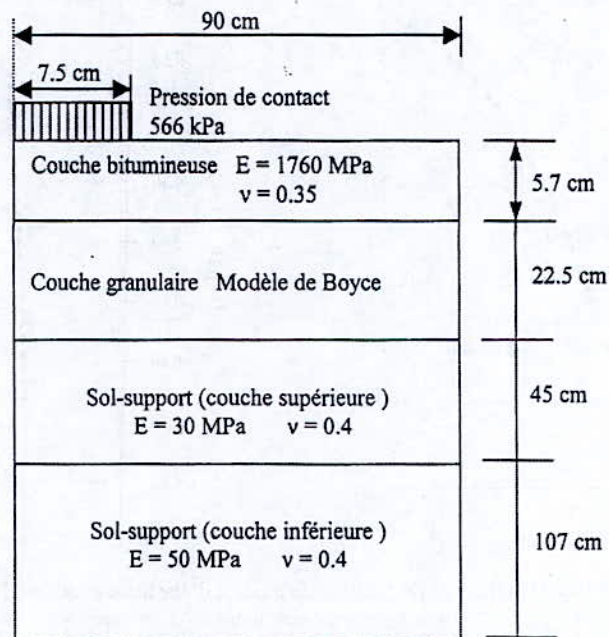 90 cm
7.5 cm
Pression de contact
566 kPa
Couche bitumineuse E = 1760 MPa
ν = 0.35
5.7 cm
Couche granulaire Modèle de Boyce
22.5 cm
Sol-support (couche supérieure )
E = 30 MPa ν = 0.4
45 cm
Sol-support (couche inférieure )
E = 50 MPa ν = 0.4
107 cm